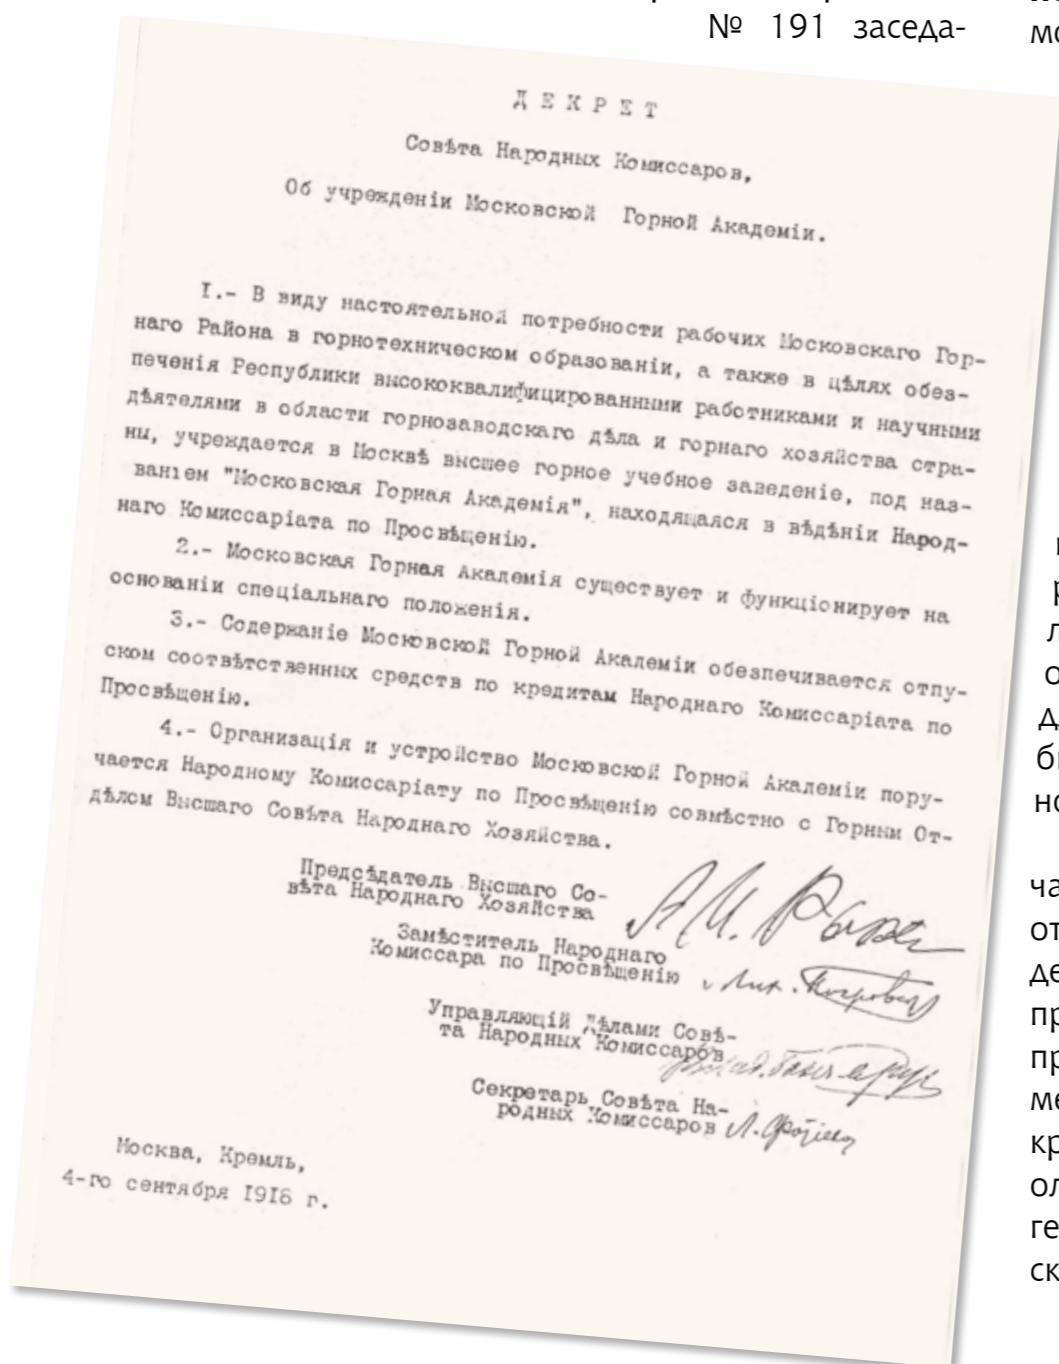 № 191 заседа-
ДЕКРЕТ
Совѣта Народных Комиссаров,
Об учрежденіи Московской Горной Академіи.
I.- В виду настоятельной потребности рабочих Московскаго Гор-
наго Района в горнотехническом образованіи, а также в цѣлях обез-
печенія Республики высококвалифицированными работниками и научными
дѣятелями в области горнозаводскаго дѣла и горнаго хозяйства стра-
ны, учреждается в Москвѣ высшее горное учебное заведеніе, под наз-
ваніем "Московская Горная Академія", находящаяся в вѣдѣніи Народ-
наго Комиссаріата по Просвѣщенію.
2.- Московская Горная Академія существует и функціонирует на
основаніи спеціальнаго положенія.
3.- Содержаніе Московской Горной Академіи обезпечивается отпу-
ском соотвѣтственных средств по кредитам Народнаго Комиссаріата по
Просвѣщенію.
4.- Организація и устройство Московской Горной Академіи пору-
чается Народному Комиссаріату по Просвѣщенію совмѣстно с Горным От-
дѣлом Высшаго Совѣта Народнаго Хозяйства.
Предсѣдатель Высшаго Со-
вѣта Народнаго Хозяйства
Замѣститель Народнаго
Комиссара по Просвѣщенію
Управляющій Дѣлами Совѣ-
та Народных Комиссаров
Секретарь Совѣта На-
родных Комиссаров
Москва, Кремль,
4-го сентября I918 г.